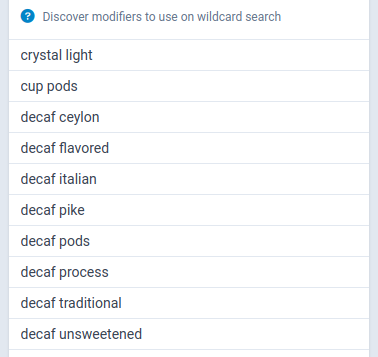 ? Discover modifiers to use on wildcard search
crystal light
cup pods
decaf ceylon
decaf flavored
decaf italian
decaf pike
decaf pods
decaf process
decaf traditional
decaf unsweetened